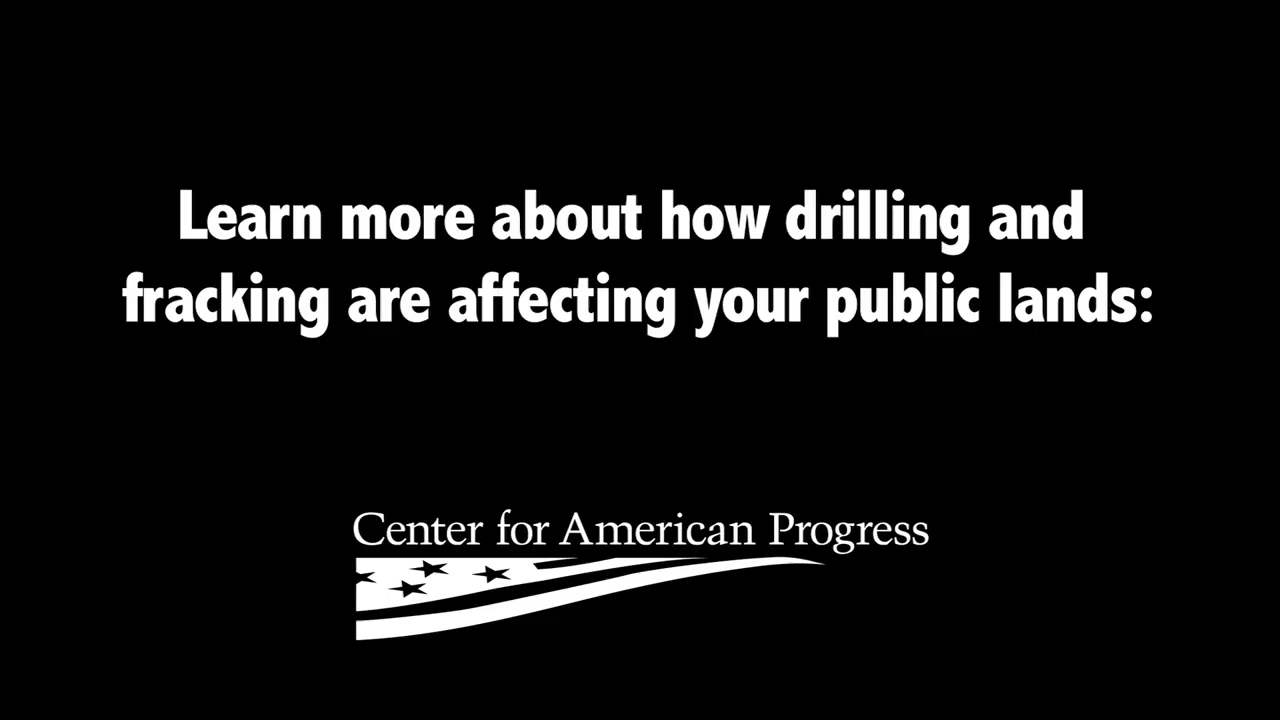 Learn more about how drilling and
fracking are affecting your public lands:
Center for American Progress